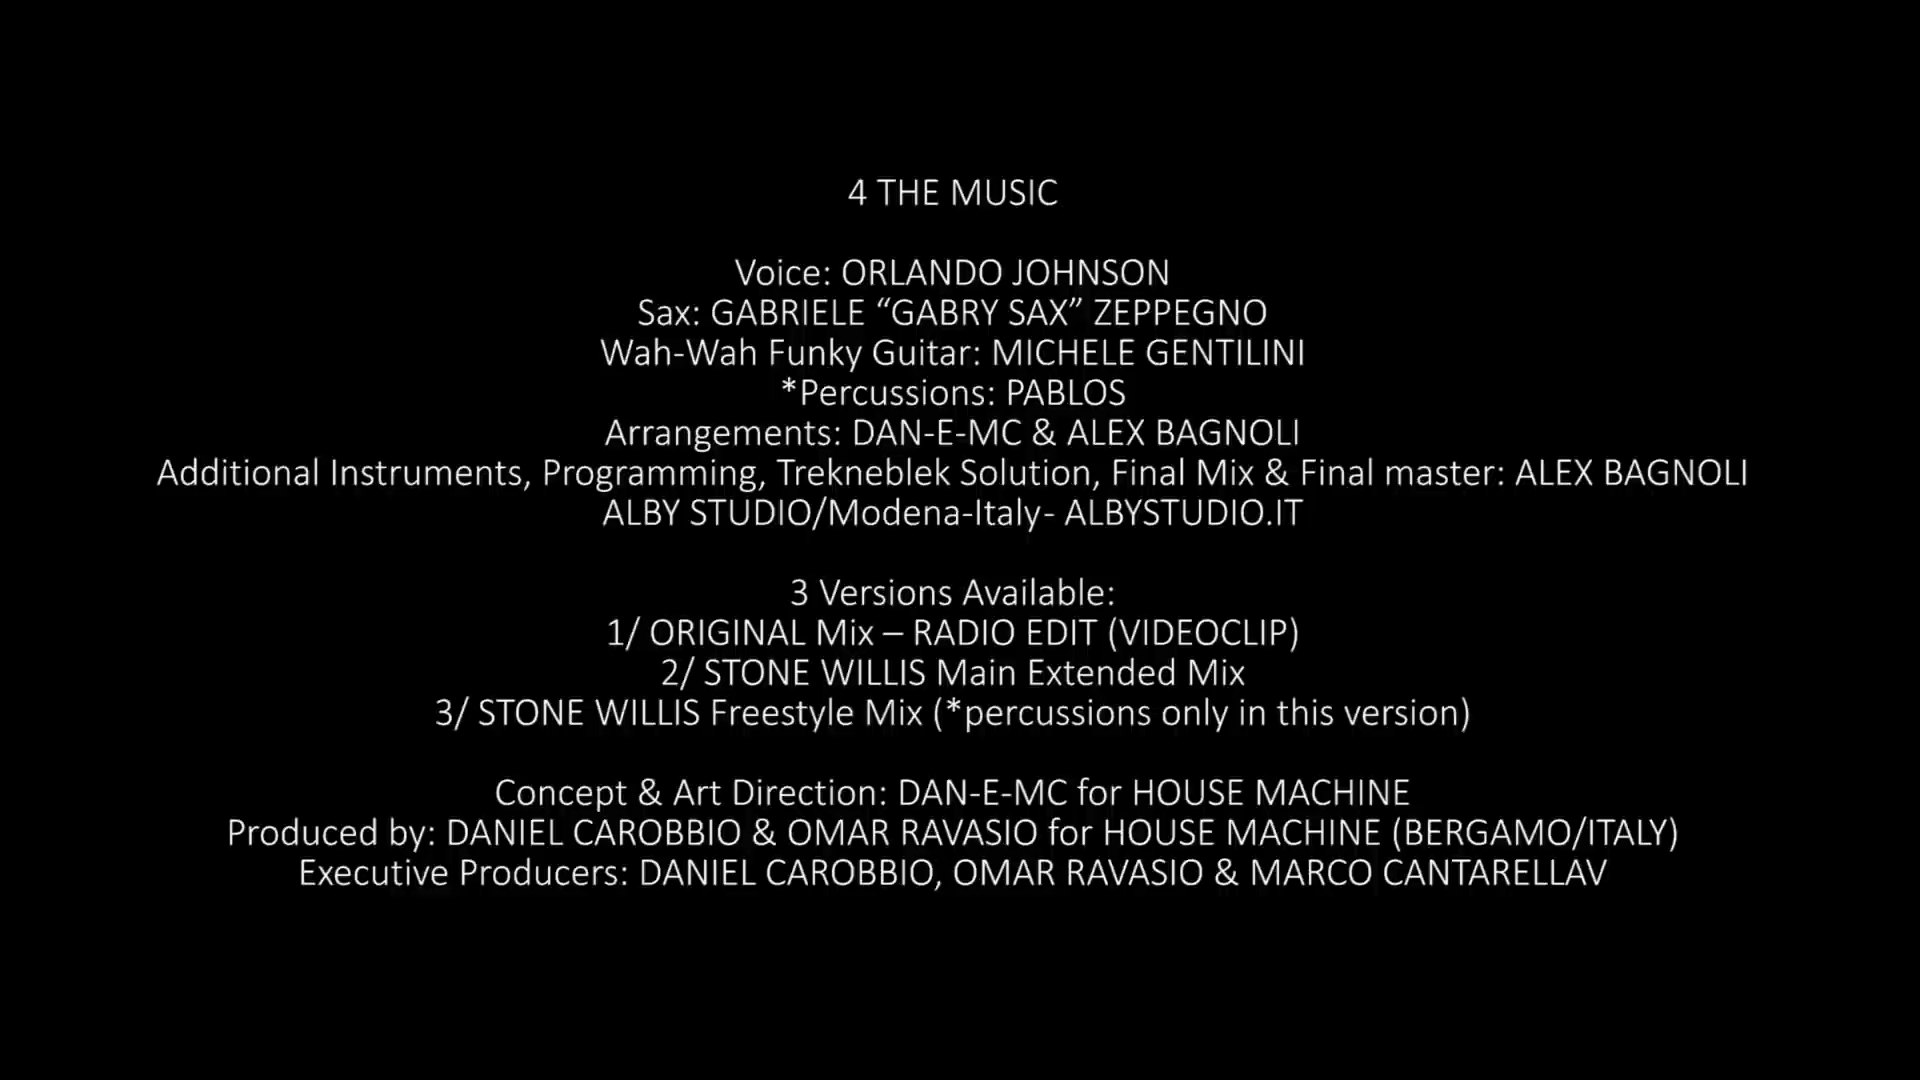 4 THE MUSIC
Voice: ORLANDO JOHNSON
Sax: GABRIELE “GABRY SAX” ZEPPEGNO
Wah-Wah Funky Guitar: MICHELE GENTILINI
*Percussions: PABLOS
Arrangements: DAN-E-MC & ALEX BAGNOLI
Additional Instruments, Programming, Trekneblek Solution, Final Mix & Final master: ALEX BAGNOLI
ALBY STUDIO/Modena-Italy- ALBYSTUDIO.IT
3 Versions Available:
1/ ORIGINAL Mix – RADIO EDIT (VIDEOCLIP)
2/ STONE WILLIS Main Extended Mix
3/ STONE WILLIS Freestyle Mix (*percussions only in this version)
Concept & Art Direction: DAN-E-MC for HOUSE MACHINE
Produced by: DANIEL CAROBBIO & OMAR RAVASIO for HOUSE MACHINE (BERGAMO/ITALY)
Executive Producers: DANIEL CAROBBIO, OMAR RAVASIO & MARCO CANTARELLAV